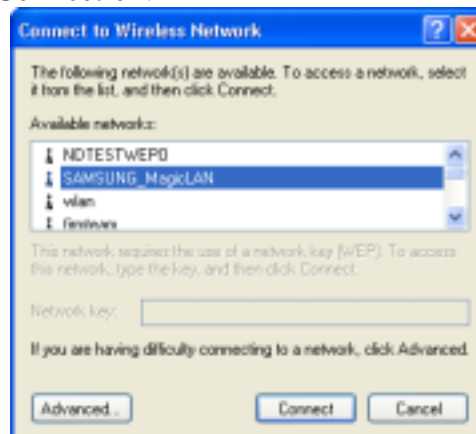 Connect to Wireless Network
The following network(s) are available. To access a network, select
it from the list, and then click Connect.
Available networks:
NDTESTWEP0
SAMSUNG_MagicLAN
wlan
This network requires the use of a network key (WEP). To access
this network, type the key, and then click Connect.
Network key:
If you are having difficulty connecting to a network, click Advanced.
Advanced...
Connect
Cancel